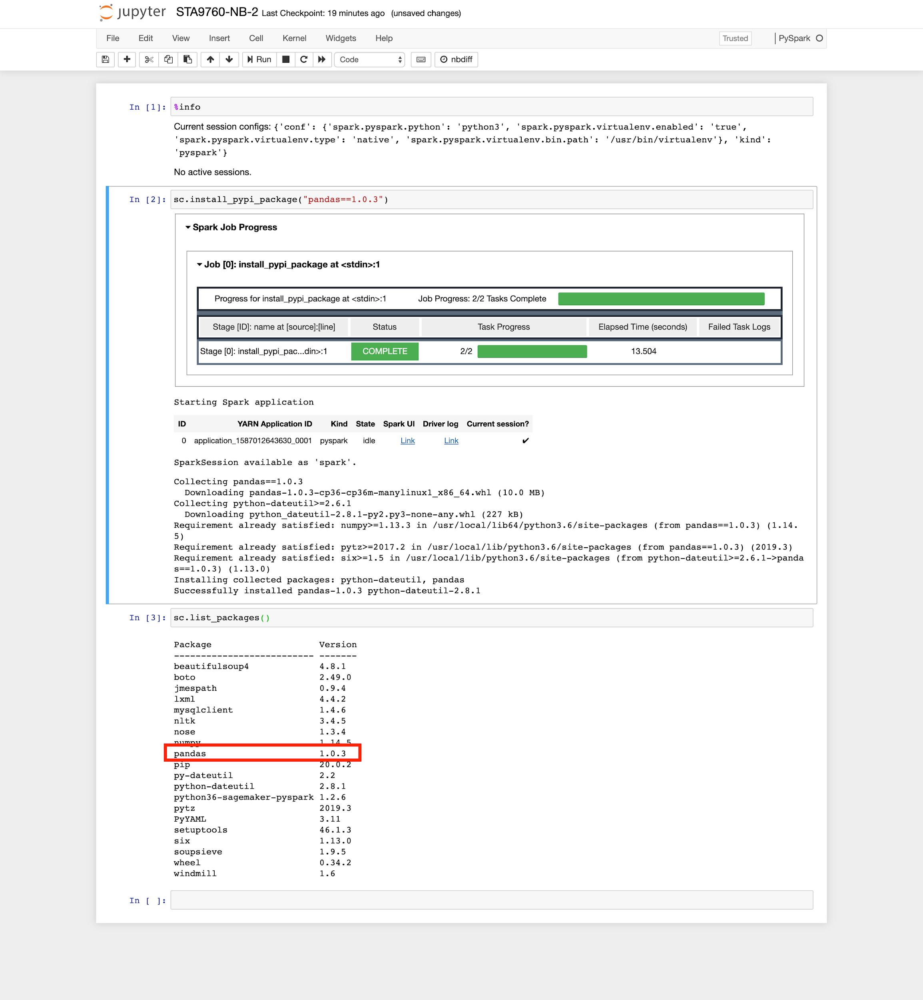 jupyter STA9760-NB-2 Last Checkpoint: 19 minutes ago (unsaved changes)
File Edit View Insert Cell Kernel Widgets Help Trusted PySpark
Run Code nbdiff
In [1]: %info
Current session configs: {'conf': {'spark.pyspark.python': 'python3', 'spark.pyspark.virtualenv.enabled': 'true',
'spark.pyspark.virtualenv.type': 'native', 'spark.pyspark.virtualenv.bin.path': '/usr/bin/virtualenv'}, 'kind':
'pyspark'}
No active sessions.
In [2]: sc.install_pypi_package("pandas==1.0.3")
Spark Job Progress
Job [0]: install_pypi_package at <stdin>:1
Progress for install_pypi_package at <stdin>:1 Job Progress: 2/2 Tasks Complete
Stage [ID]: name at [source]:[line] Status Task Progress Elapsed Time (seconds) Failed Task Logs
Stage [0]: install_pypi_pac...din>:1 COMPLETE 2/2 13.504
Starting Spark application
ID YARN Application ID Kind State Spark UI Driver log Current session?
0 application_1587012643630_0001 pyspark idle Link Link ✔
SparkSession available as 'spark'.
Collecting pandas==1.0.3
  Downloading pandas-1.0.3-cp36-cp36m-manylinux1_x86_64.whl (10.0 MB)
Collecting python-dateutil>=2.6.1
  Downloading python_dateutil-2.8.1-py2.py3-none-any.whl (227 kB)
Requirement already satisfied: numpy>=1.13.3 in /usr/local/lib64/python3.6/site-packages (from pandas==1.0.3) (1.14.
5)
Requirement already satisfied: pytz>=2017.2 in /usr/local/lib/python3.6/site-packages (from pandas==1.0.3) (2019.3)
Requirement already satisfied: six>=1.5 in /usr/local/lib/python3.6/site-packages (from python-dateutil>=2.6.1->panda
s==1.0.3) (1.13.0)
Installing collected packages: python-dateutil, pandas
Successfully installed pandas-1.0.3 python-dateutil-2.8.1
In [3]: sc.list_packages()
Package                    Version
-------------------------- -------
beautifulsoup4             4.8.1
boto                       2.49.0
jmespath                   0.9.4
lxml                       4.4.2
mysqlclient                1.4.6
nltk                       3.4.5
nose                       1.3.4
numpy                      1.14.5
pandas                     1.0.3
pip                        20.0.2
py-dateutil                2.2
python-dateutil            2.8.1
python36-sagemaker-pyspark 1.2.6
pytz                       2019.3
PyYAML                     3.11
setuptools                 46.1.3
six                        1.13.0
soupsieve                  1.9.5
wheel                      0.34.2
windmill                   1.6
In [ ]: